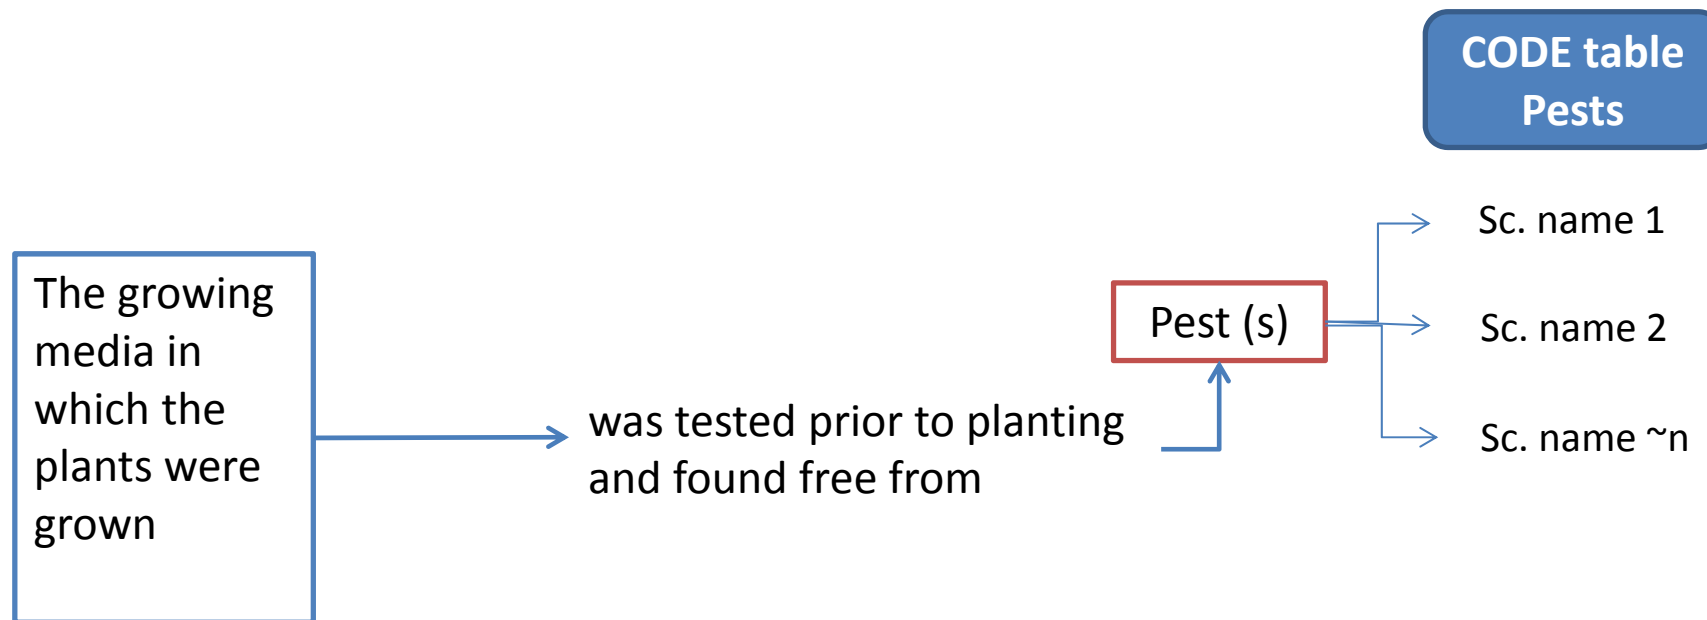 CODE table
Pests
Sc. name 1
The growing
media in
which the
plants were
grown
Pest (s)
Sc. name 2
was tested prior to planting
and found free from
Sc. name ~n